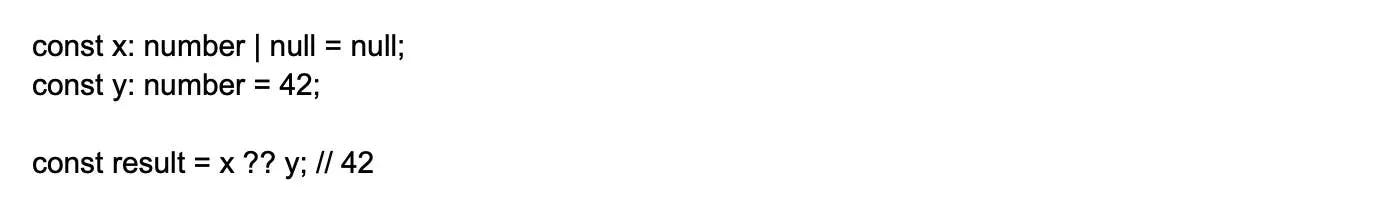 const x: number | null = null;
const y: number = 42;
const result = x ?? y; // 42